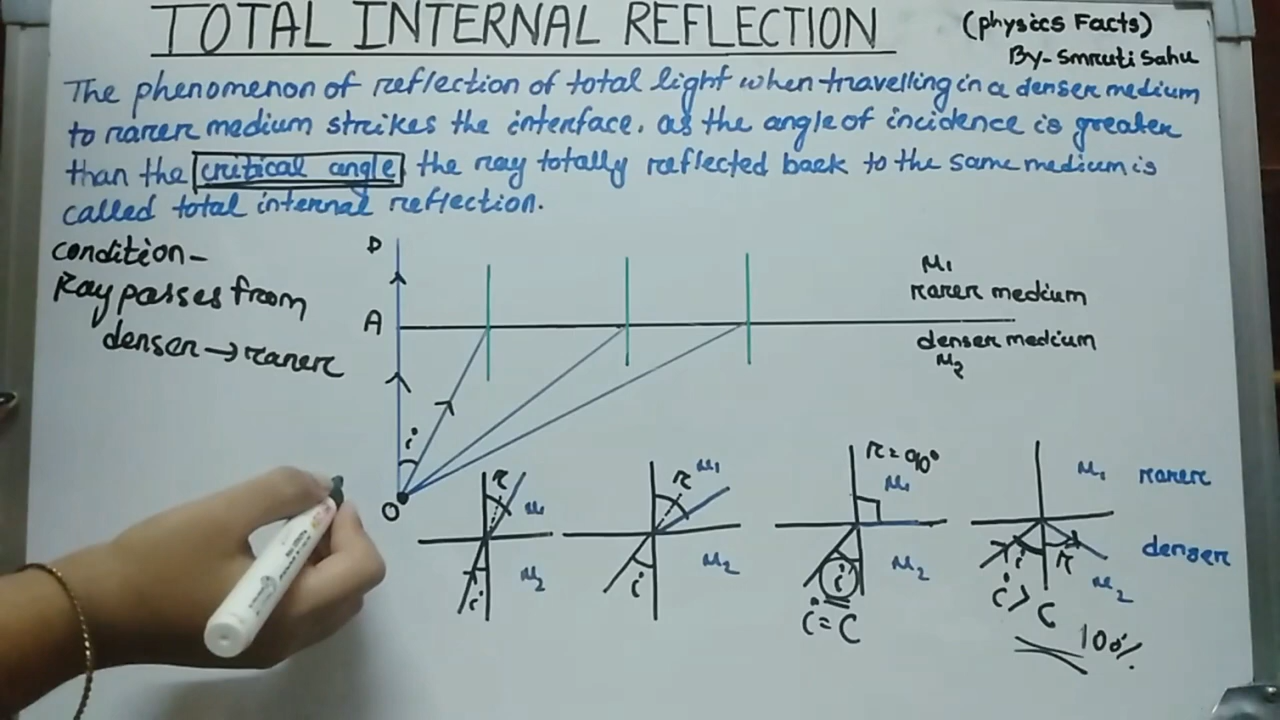 TOTAL INTERNAL REFLECTION
(physics Facts)
By- Smruti Sahu
The phenomenon of reflection of total light when travelling in a denser medium
to rarer medium strikes the interface. as the angle of incidence is greater
than the critical angle the ray totally reflected back to the same medium is
called total internal reflection.
condition-
Ray passes from
denser → rarer
A
i
O
μ1
rarer medium
denser medium
μ2
r
μ1
μ2
i
r
μ1
μ2
i
r=90°
μ1
μ2
i
i=C
μ1 rarer
denser
i r
μ2
i>C
100%